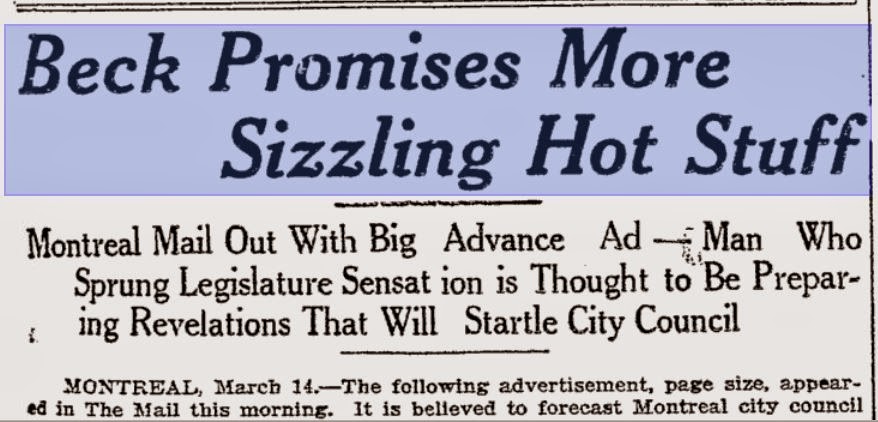 Beck Promises More
Sizzling Hot Stuff
Montreal Mail Out With Big Advance Ad — Man Who
Sprung Legislature Sensat ion is Thought to Be Prepar-
ing Revelations That Will Startle City Council
MONTREAL, March 14.—The following advertisement, page size, appear-
ed in The Mail this morning. It is believed to forecast Montreal city council